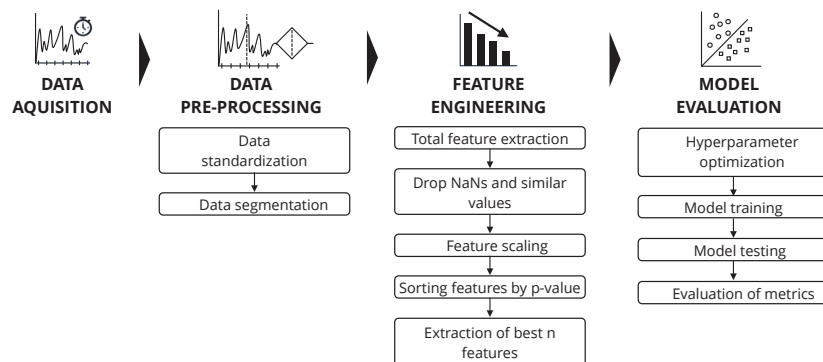 DATA
AQUISITION
DATA
PRE-PROCESSING
Data
standardization
Data segmentation
FEATURE
ENGINEERING
Total feature extraction
Drop NaNs and similar
values
Feature scaling
Sorting features by p-value
Extraction of best n
features
MODEL
EVALUATION
Hyperparameter
optimization
Model training
Model testing
Evaluation of metrics